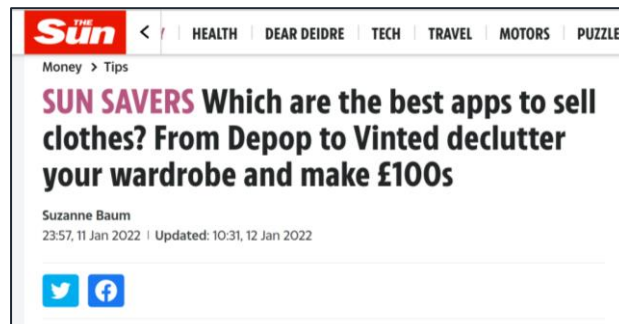 THE
Sun
< HEALTH DEAR DEIDRE TECH TRAVEL MOTORS PUZZLE
Money > Tips
SUN SAVERS Which are the best apps to sell
clothes? From Depop to Vinted declutter
your wardrobe and make £100s
Suzanne Baum
23:57, 11 Jan 2022 | Updated: 10:31, 12 Jan 2022